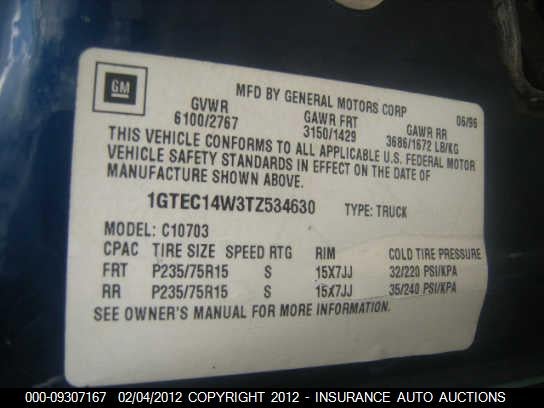 GM
MFD BY GENERAL MOTORS CORP
06/96
GVWR GAWR FRT GAWR RR
6100/2767 3150/1429 3686/1672 LB/KG
THIS VEHICLE CONFORMS TO ALL APPLICABLE U.S. FEDERAL MOTOR
VEHICLE SAFETY STANDARDS IN EFFECT ON THE DATE OF
MANUFACTURE SHOWN ABOVE.
1GTEC14W3TZ534630 TYPE: TRUCK
MODEL: C10703
CPAC TIRE SIZE SPEED RTG RIM COLD TIRE PRESSURE
FRT P235/75R15 S 15X7JJ 32/220 PSI/KPA
RR P235/75R15 S 15X7JJ 35/240 PSI/KPA
SEE OWNER'S MANUAL FOR MORE INFORMATION.
000-09307167 02/04/2012 COPYRIGHT 2012 - INSURANCE AUTO AUCTIONS